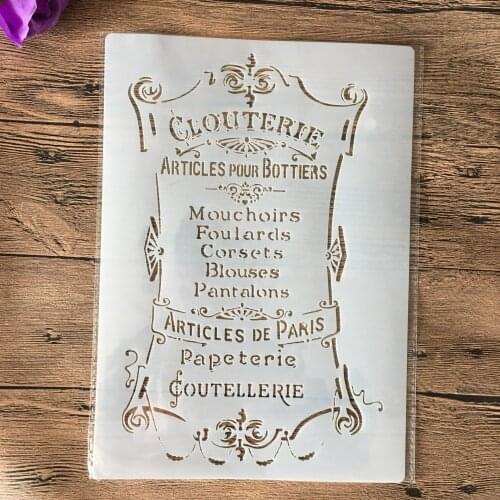 CLOUTERIE
ARTICLES POUR BOTTIERS
Mouchoirs
Foulards
Corsets
Blouses
Pantalons
ARTICLES DE PARIS
Papeterie
COUTELLERIE